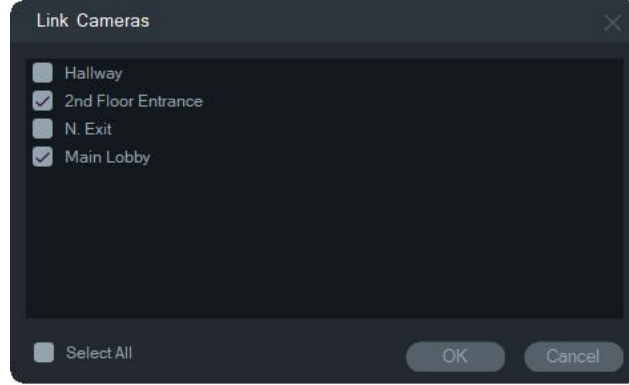 Link Cameras
Hallway
2nd Floor Entrance
N. Exit
Main Lobby
Select All
OK
Cancel